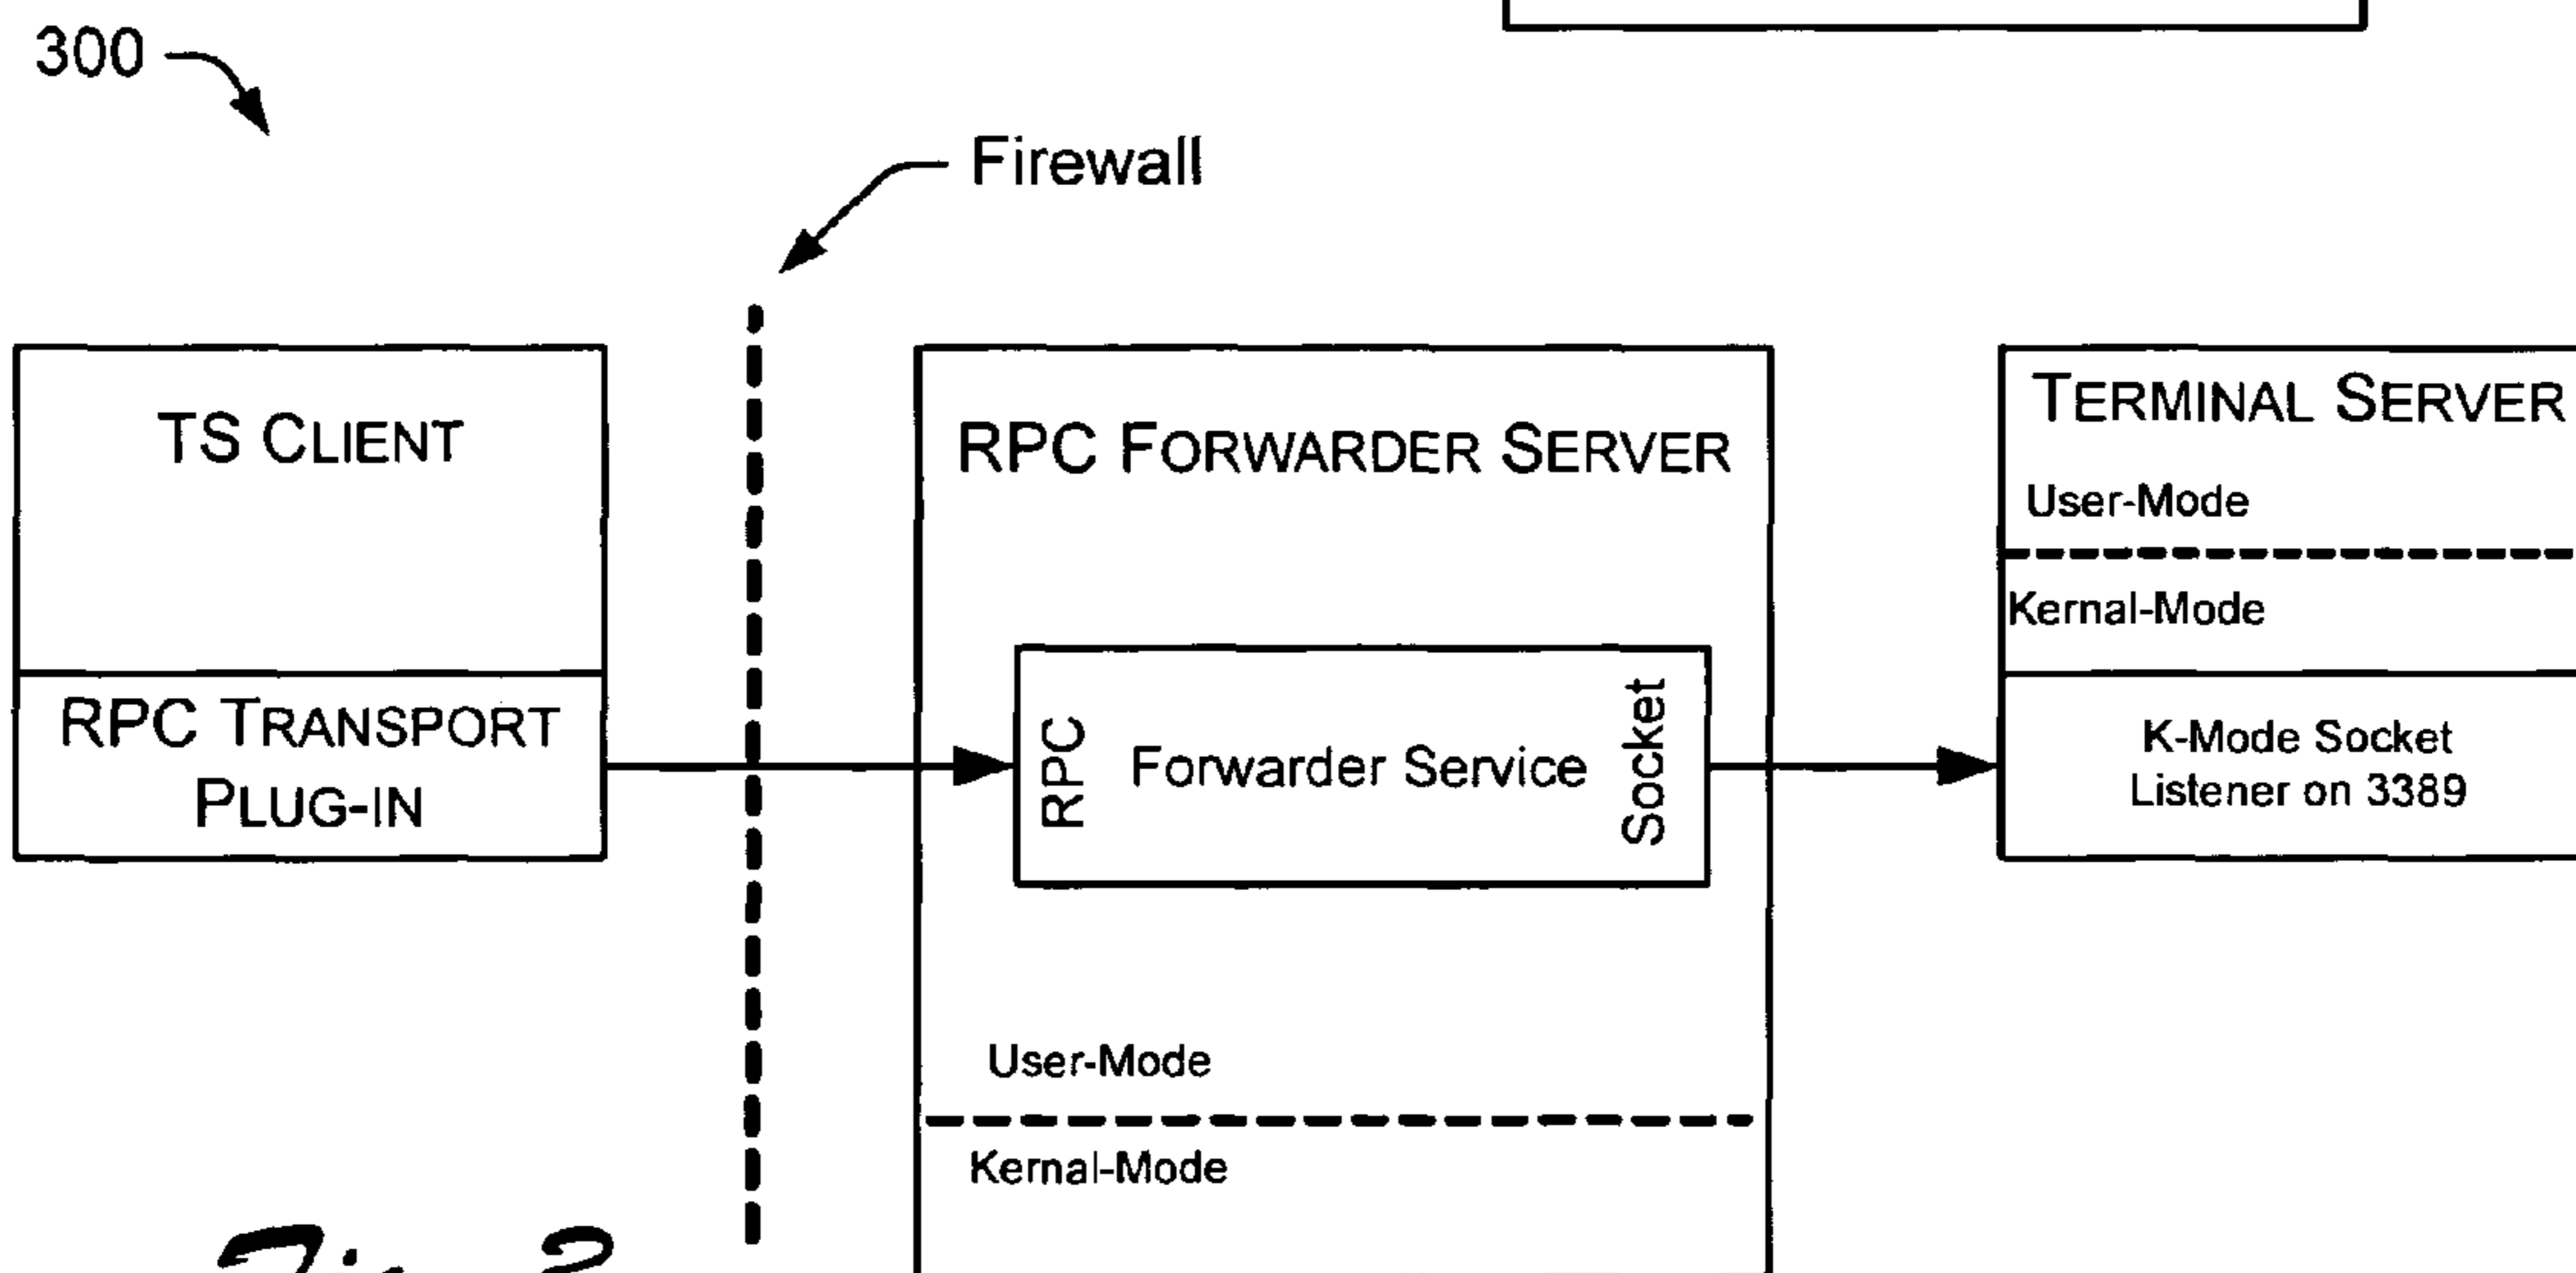 300
Firewall
TS CLIENT
RPC TRANSPORT
PLUG-IN
RPC FORWARDER SERVER
RPC
Forwarder Service
Socket
User-Mode
Kernal-Mode
TERMINAL SERVER
User-Mode
Kernal-Mode
K-Mode Socket
Listener on 3389